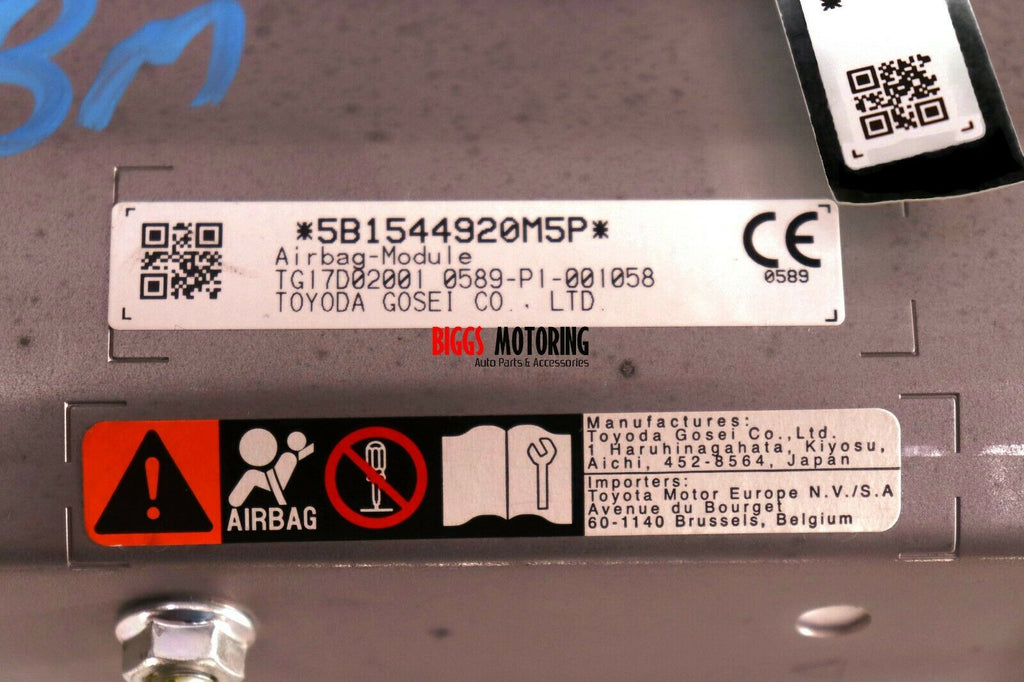 BM
*
*5B1544920M5P*
Airbag-Module
TG17D02001 0589-P1-001058
TOYODA GOSEI CO., LTD.
CE
0589
BIGGS MOTORING
Auto Parts & Accessories
AIRBAG
Manufactures:
Toyoda Gosei Co.,Ltd.
1 Haruhinagahata, Kiyosu,
Aichi, 452-8564, Japan
Importers:
Toyota Motor Europe N.V./S.A
Avenue du Bourget
60-1140 Brussels, Belgium